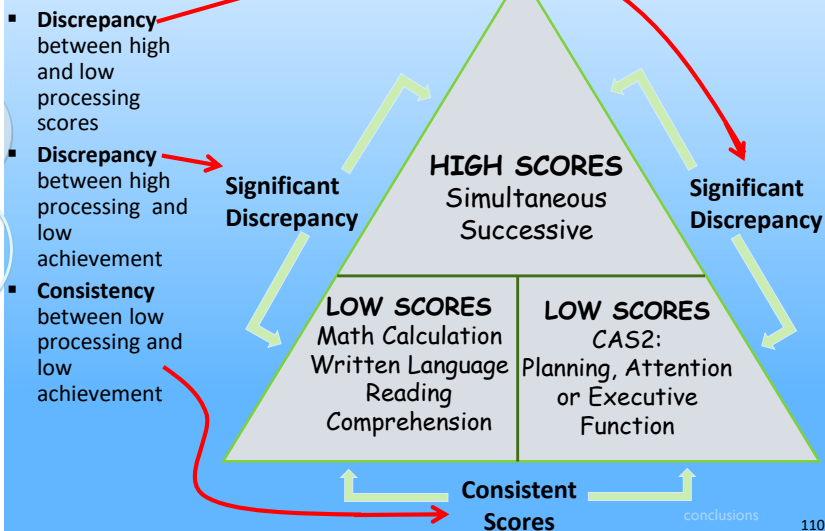 ▪ Discrepancy
between high
and low
processing
scores
▪ Discrepancy
between high
processing and
low
achievement
▪ Consistency
between low
processing and
low
achievement
Significant
Discrepancy
HIGH SCORES
Simultaneous
Successive
Significant
Discrepancy
LOW SCORES
Math Calculation
Written Language
Reading
Comprehension
LOW SCORES
CAS2:
Planning, Attention
or Executive
Function
Consistent
Scores
conclusions
110